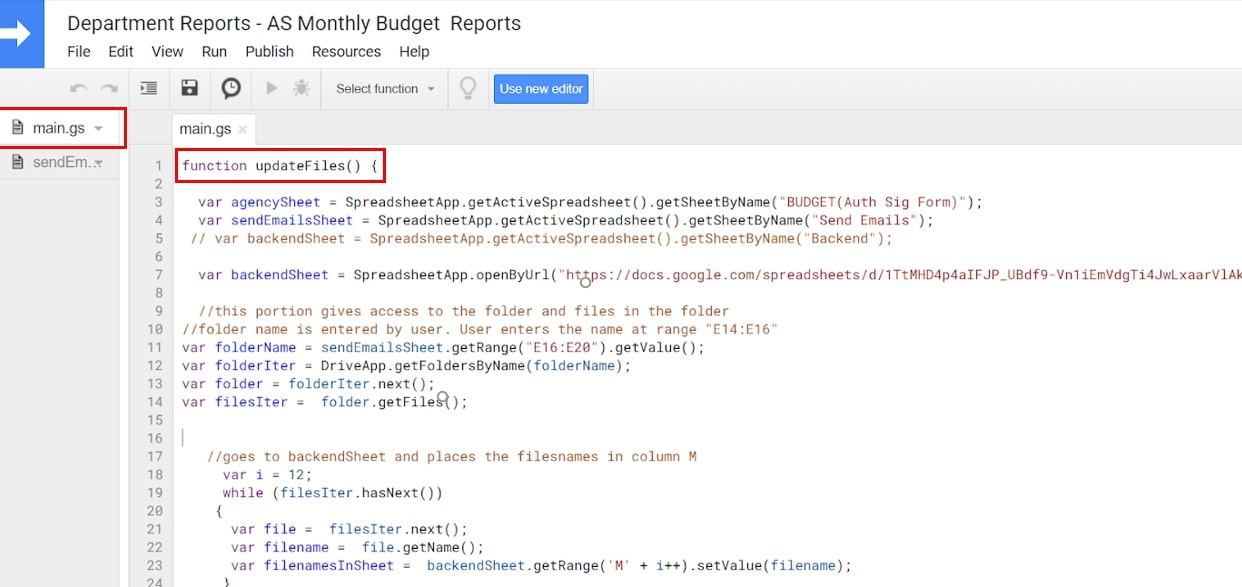 Department Reports - AS Monthly Budget  Reports
File Edit View Run Publish Resources Help
Select function Use new editor
main.gs
sendEm...
main.gs
1 function updateFiles() {
2
3 var agencySheet = SpreadsheetApp.getActiveSpreadsheet().getSheetByName("BUDGET(Auth Sig Form)");
4 var sendEmailsSheet = SpreadsheetApp.getActiveSpreadsheet().getSheetByName("Send Emails");
5 // var backendSheet = SpreadsheetApp.getActiveSpreadsheet().getSheetByName("Backend");
6
7 var backendSheet = SpreadsheetApp.openByUrl("https://docs.google.com/spreadsheets/d/1TtMHD4p4aIFJP_UBdf9-Vn1iEmVdgTi4JwLxaarVlAk
8
9 //this portion gives access to the folder and files in the folder
10 //folder name is entered by user. User enters the name at range "E14:E16"
11 var folderName = sendEmailsSheet.getRange("E16:E20").getValue();
12 var folderIter = DriveApp.getFoldersByName(folderName);
13 var folder = folderIter.next();
14 var filesIter =  folder.getFiles();
15
16
17 //goes to backendSheet and places the filesnames in column M
18 var i = 12;
19 while (filesIter.hasNext())
20 {
21 var file =  filesIter.next();
22 var filename =  file.getName();
23 var filenamesInSheet =  backendSheet.getRange('M' + i++).setValue(filename);
24 }